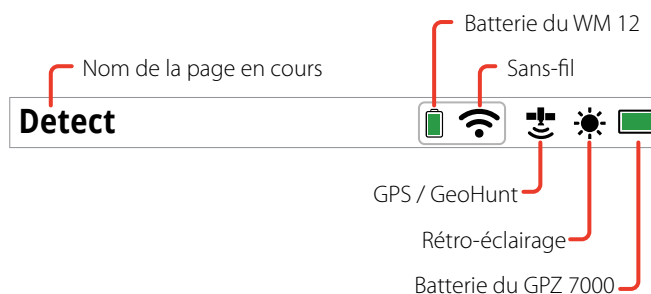 Batterie du WM 12
Nom de la page en cours
Sans-fil
Detect
GPS / GeoHunt
Rétro-éclairage
Batterie du GPZ 7000